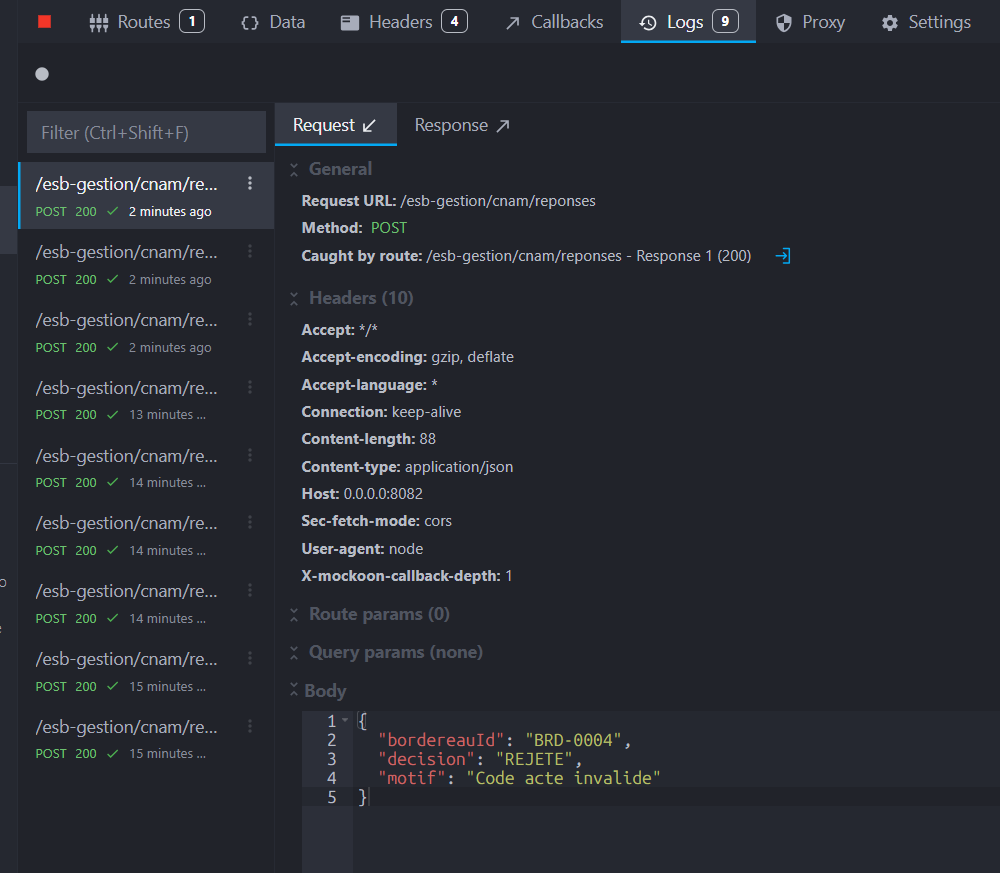 Routes 1 Data Headers 4 Callbacks Logs 9 Proxy Settings
Filter (Ctrl+Shift+F)
/esb-gestion/cnam/re...
POST 200 2 minutes ago
/esb-gestion/cnam/re...
POST 200 2 minutes ago
/esb-gestion/cnam/re...
POST 200 2 minutes ago
/esb-gestion/cnam/re...
POST 200 13 minutes ...
/esb-gestion/cnam/re...
POST 200 14 minutes ...
/esb-gestion/cnam/re...
POST 200 14 minutes ...
/esb-gestion/cnam/re...
POST 200 14 minutes ...
/esb-gestion/cnam/re...
POST 200 15 minutes ...
/esb-gestion/cnam/re...
POST 200 15 minutes ...
Request Response
General
Request URL: /esb-gestion/cnam/reponses
Method: POST
Caught by route: /esb-gestion/cnam/reponses - Response 1 (200)
Headers (10)
Accept: */*
Accept-encoding: gzip, deflate
Accept-language: *
Connection: keep-alive
Content-length: 88
Content-type: application/json
Host: 0.0.0.0:8082
Sec-fetch-mode: cors
User-agent: node
X-mockoon-callback-depth: 1
Route params (0)
Query params (none)
Body
1 {
2 "bordereauId": "BRD-0004",
3 "decision": "REJETE",
4 "motif": "Code acte invalide"
5 }